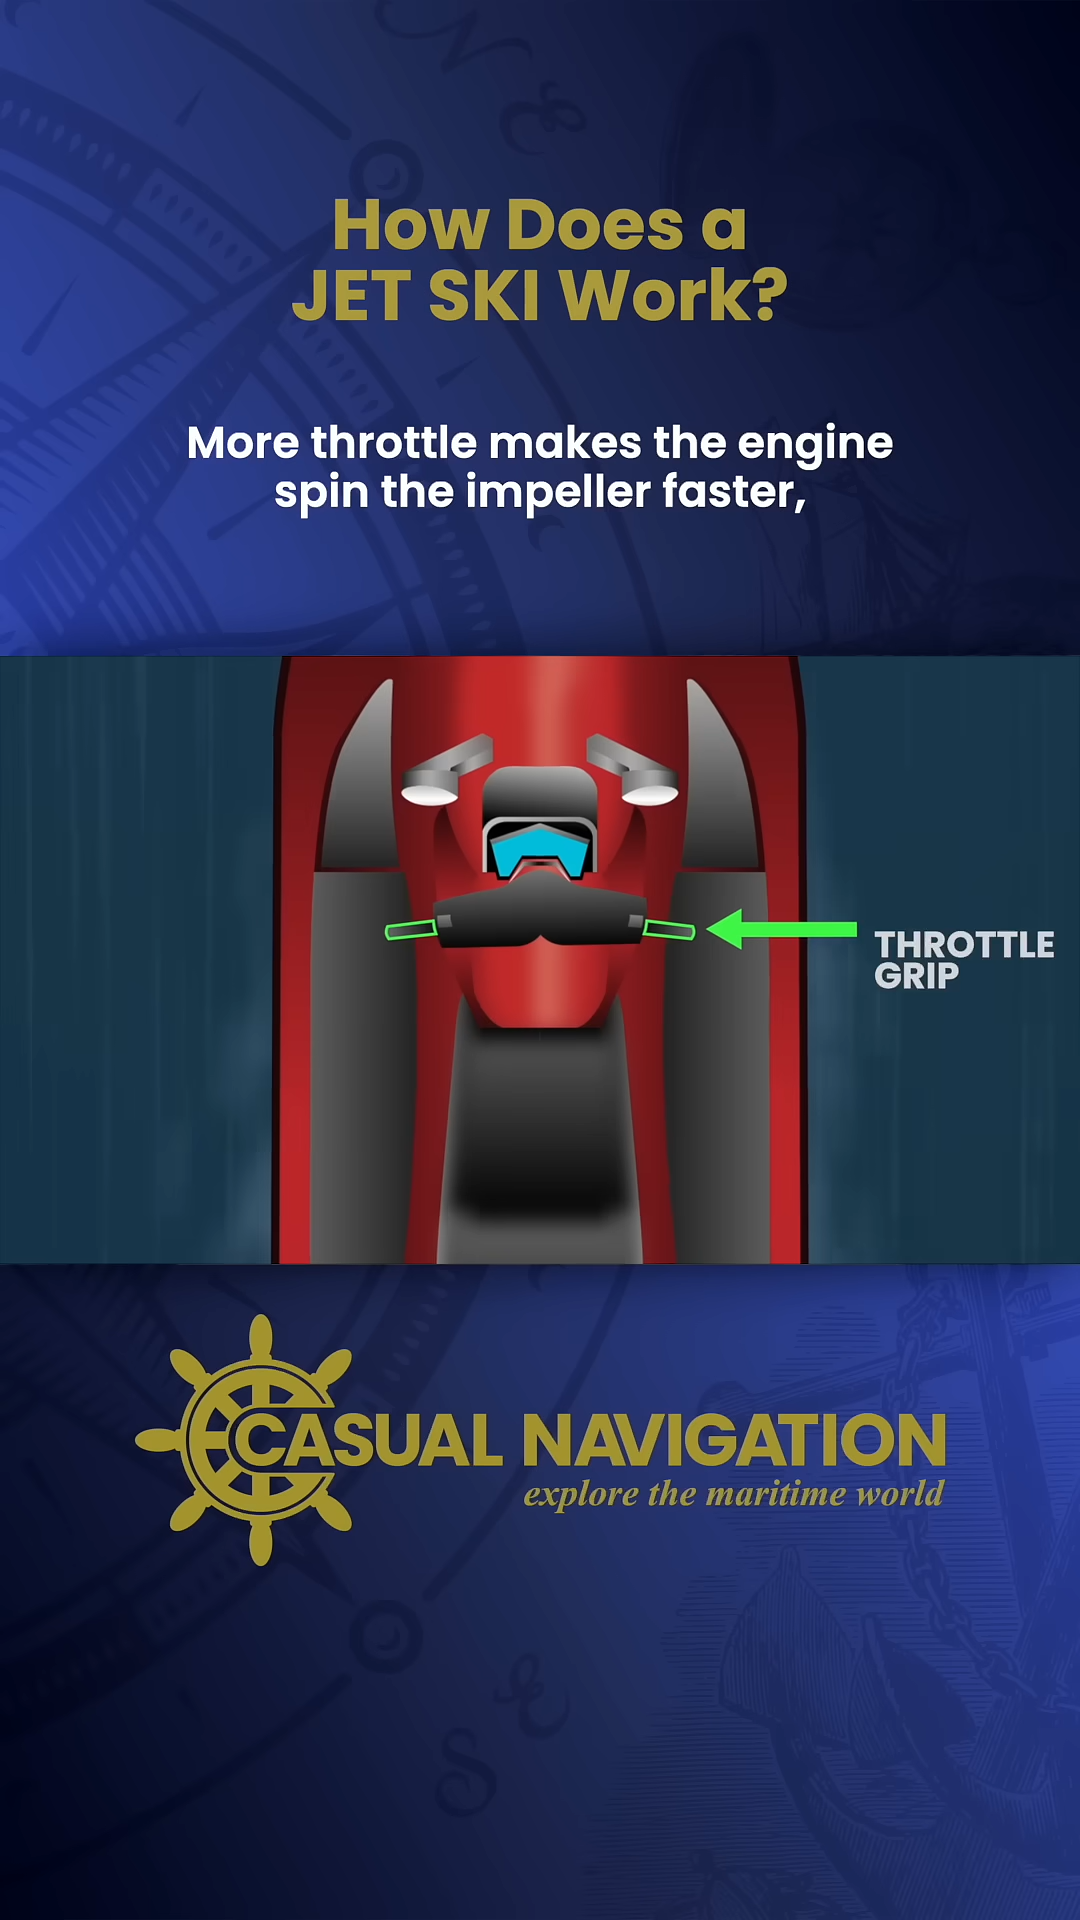 How Does a
JET SKI Work?
More throttle makes the engine
spin the impeller faster,
THROTTLE
GRIP
CASUAL NAVIGATION
explore the maritime world
N
E
S
E